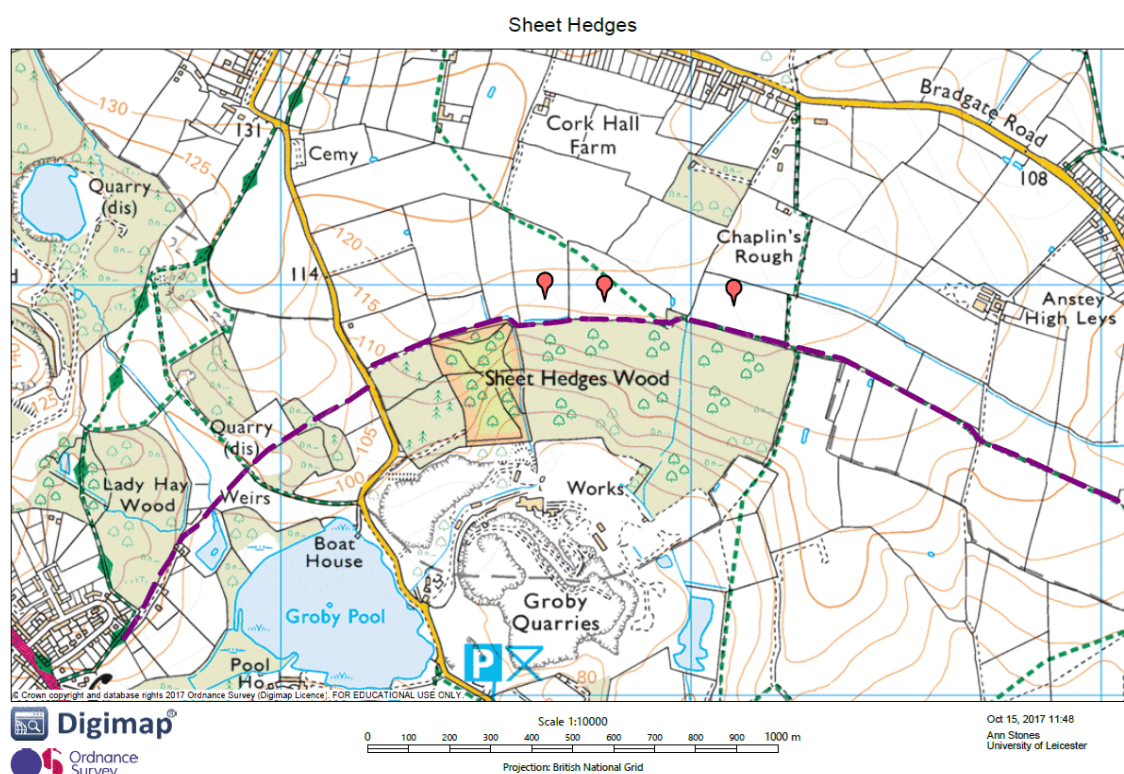 Sheet Hedges
130
131
125
Cemy
Cork Hall
Farm
Bradgate Road
108
Quarry
(dis)
120
114
115
Chaplin's
Rough
Anstey
High Leys
110
Sheet Hedges Wood
125
105
Quarry
(dis)
100
Lady Hay
Wood
Weirs
Works
Boat
House
Groby Pool
Groby
Quarries
P
80
Pool
Ho
© Crown copyright and database rights 2017 Ordnance Survey (Digimap Licence). FOR EDUCATIONAL USE ONLY.
Digimap®
Ordnance
Survey
Scale 1:10000
0 100 200 300 400 500 600 700 800 900 1000 m
Projection: British National Grid
Oct 15, 2017 11:48
Ann Stones
University of Leicester